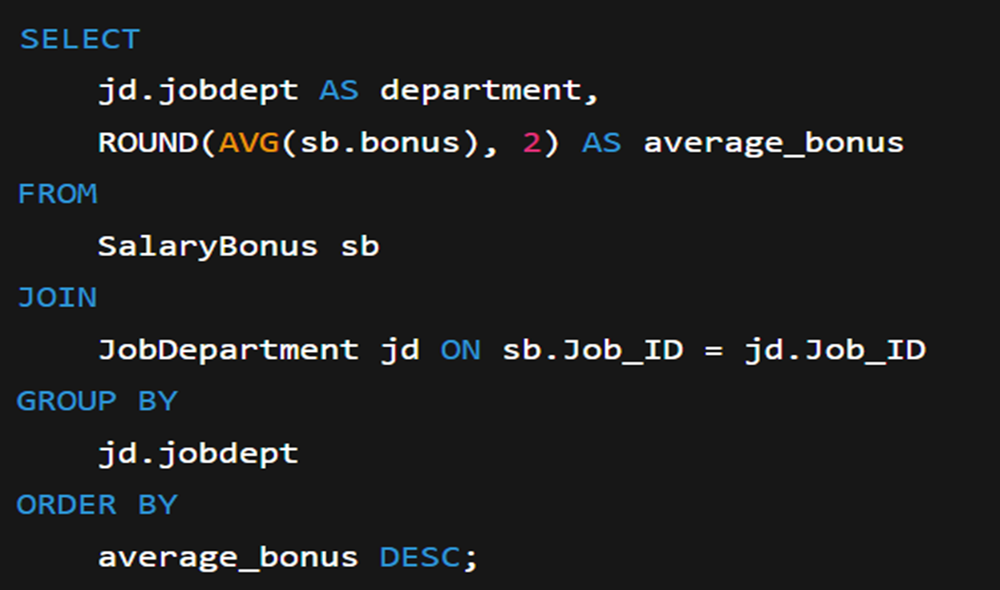 SELECT
jd.jobdept AS department,
ROUND(AVG(sb.bonus), 2) AS average_bonus
FROM
SalaryBonus sb
JOIN
JobDepartment jd ON sb.Job_ID = jd.Job_ID
GROUP BY
jd.jobdept
ORDER BY
average_bonus DESC;